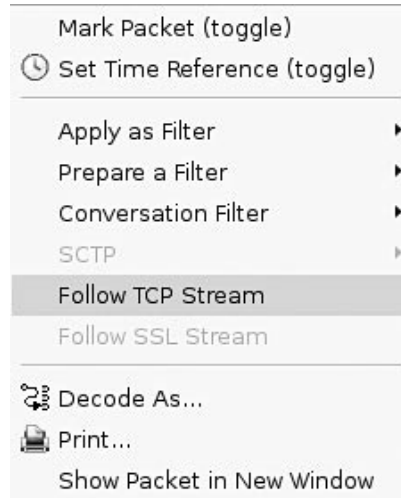 Mark Packet (toggle)
Set Time Reference (toggle)
Apply as Filter
Prepare a Filter
Conversation Filter
SCTP
Follow TCP Stream
Follow SSL Stream
Decode As...
Print...
Show Packet in New Window